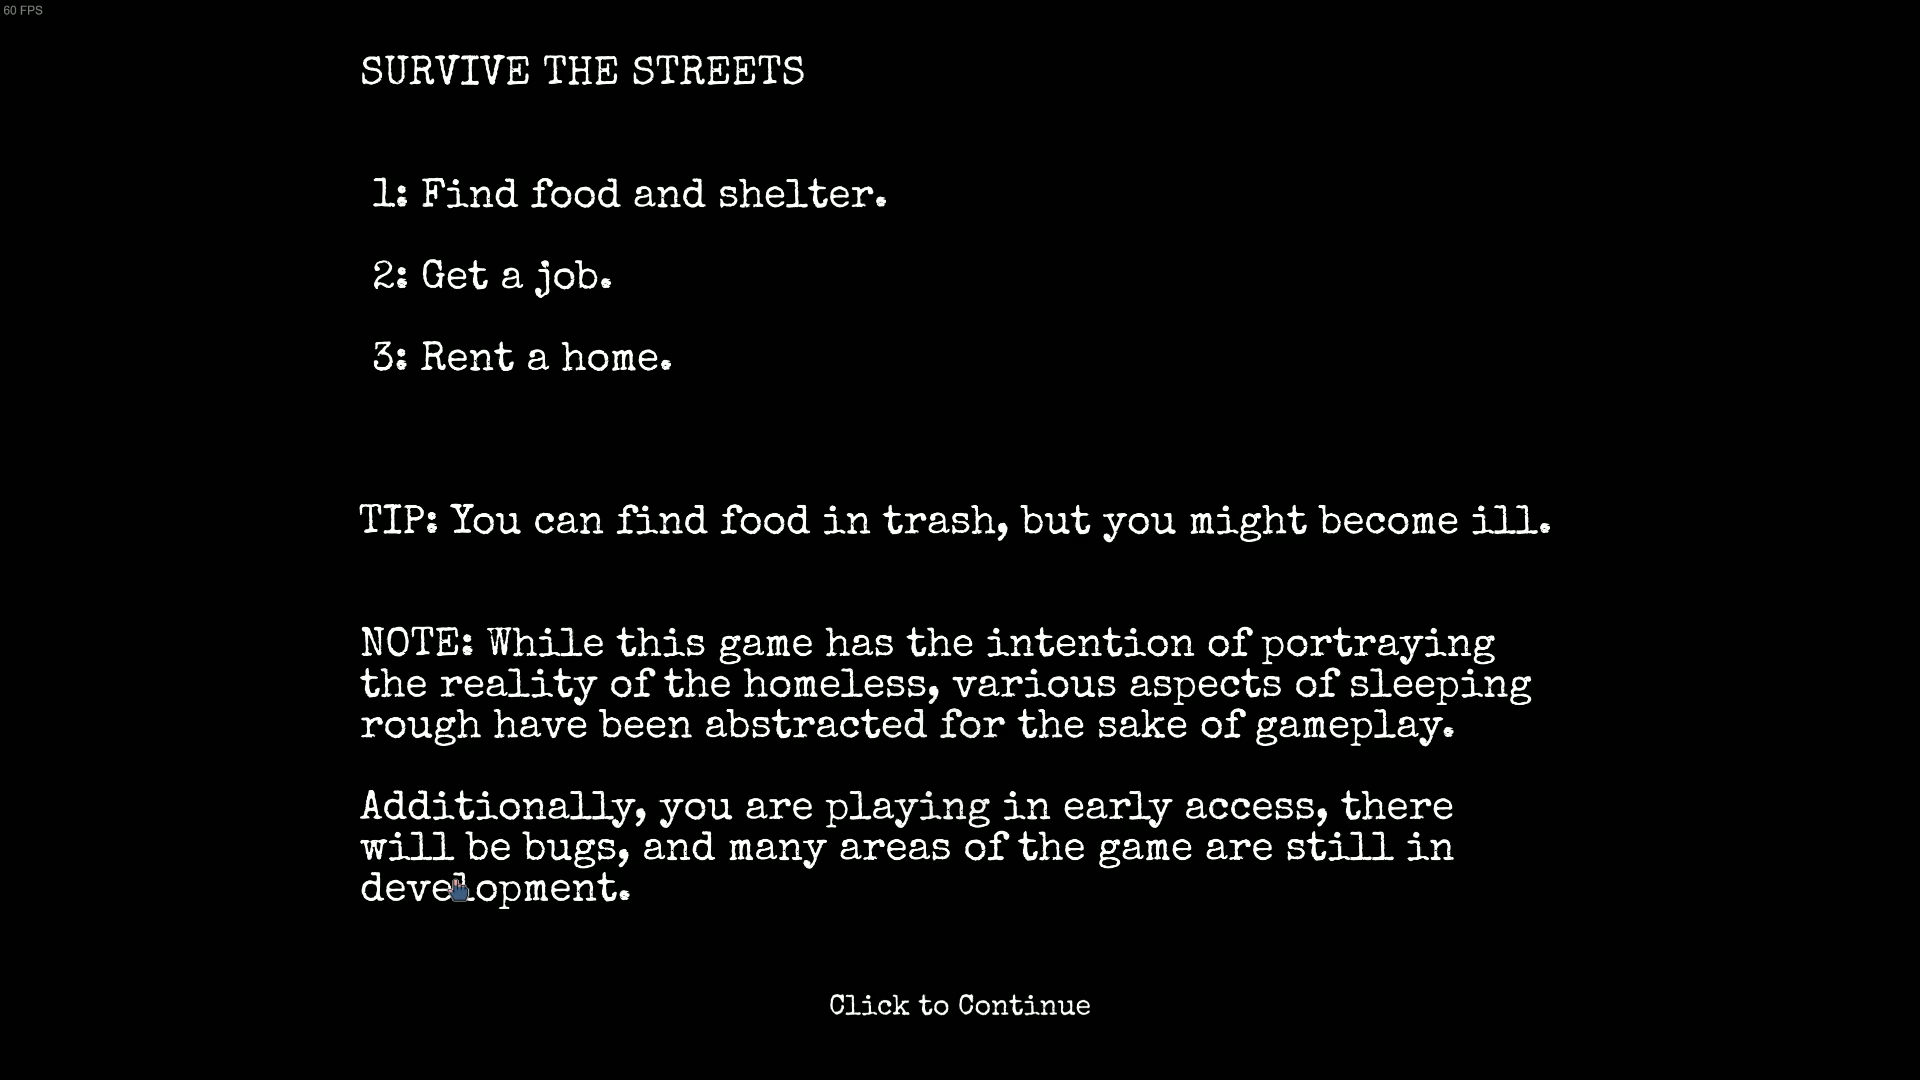 60 FPS
SURVIVE THE STREETS
1: Find food and shelter.
2: Get a job.
3: Rent a home.
TIP: You can find food in trash, but you might become ill.
NOTE: While this game has the intention of portraying
the reality of the homeless, various aspects of sleeping
rough have been abstracted for the sake of gameplay.
Additionally, you are playing in early access, there
will be bugs, and many areas of the game are still in
development.
Click to Continue